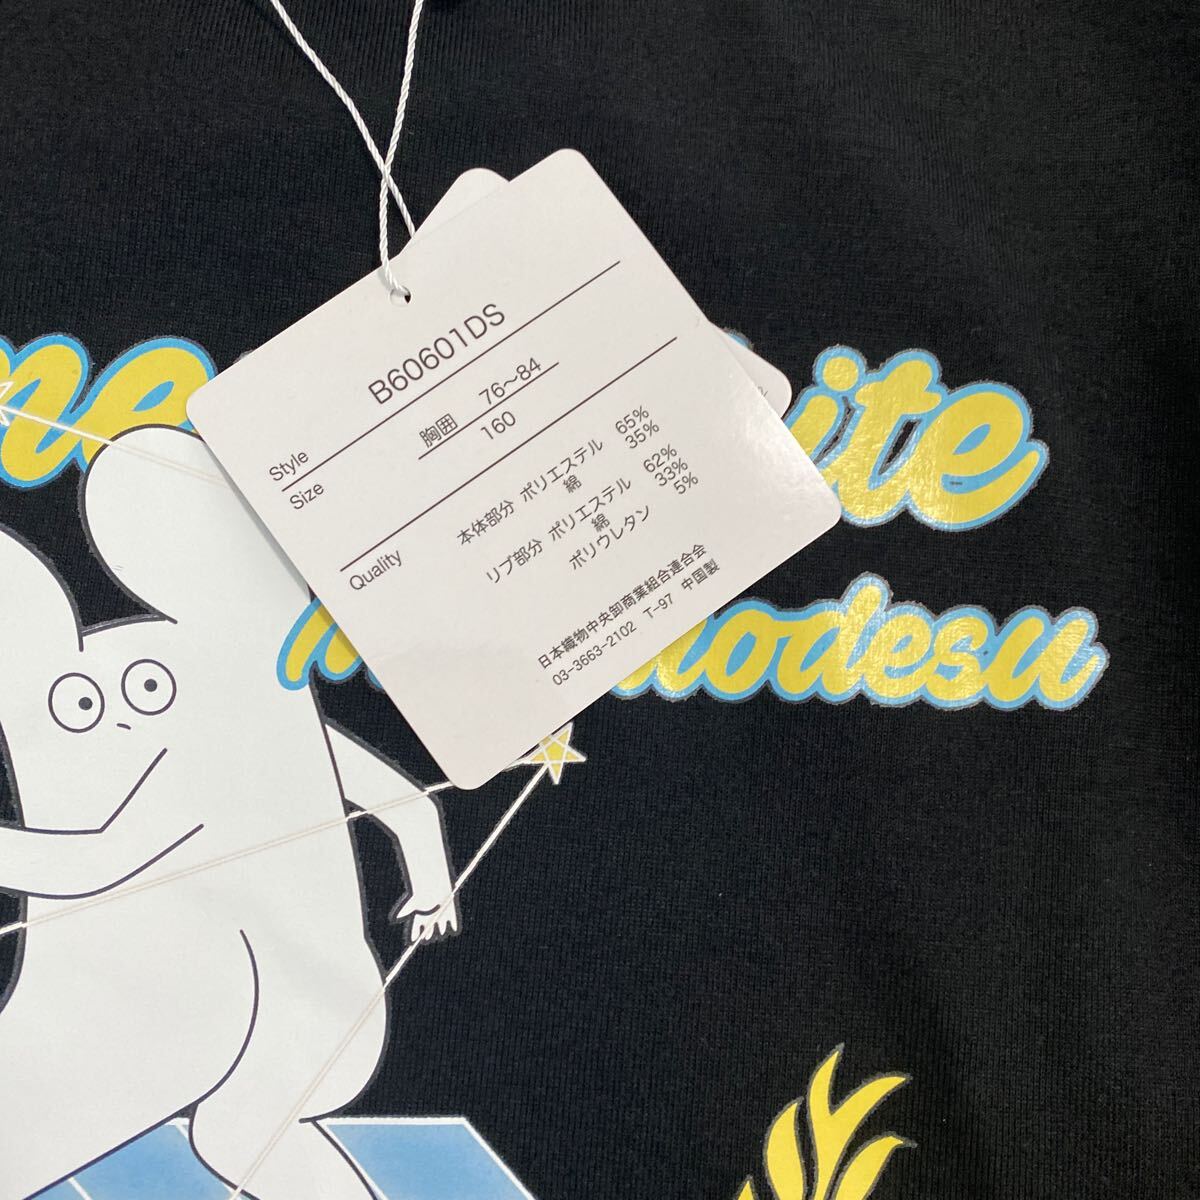 B60601DS
Style
胸囲 76〜84
Size 160
本体部分 ポリエステル 65%
綿 35%
リブ部分 ポリエステル 62%
綿 33%
Quality ポリウレタン 5%
日本織物中央卸商業組合連合会
03-3663-2102 T-97 中国製